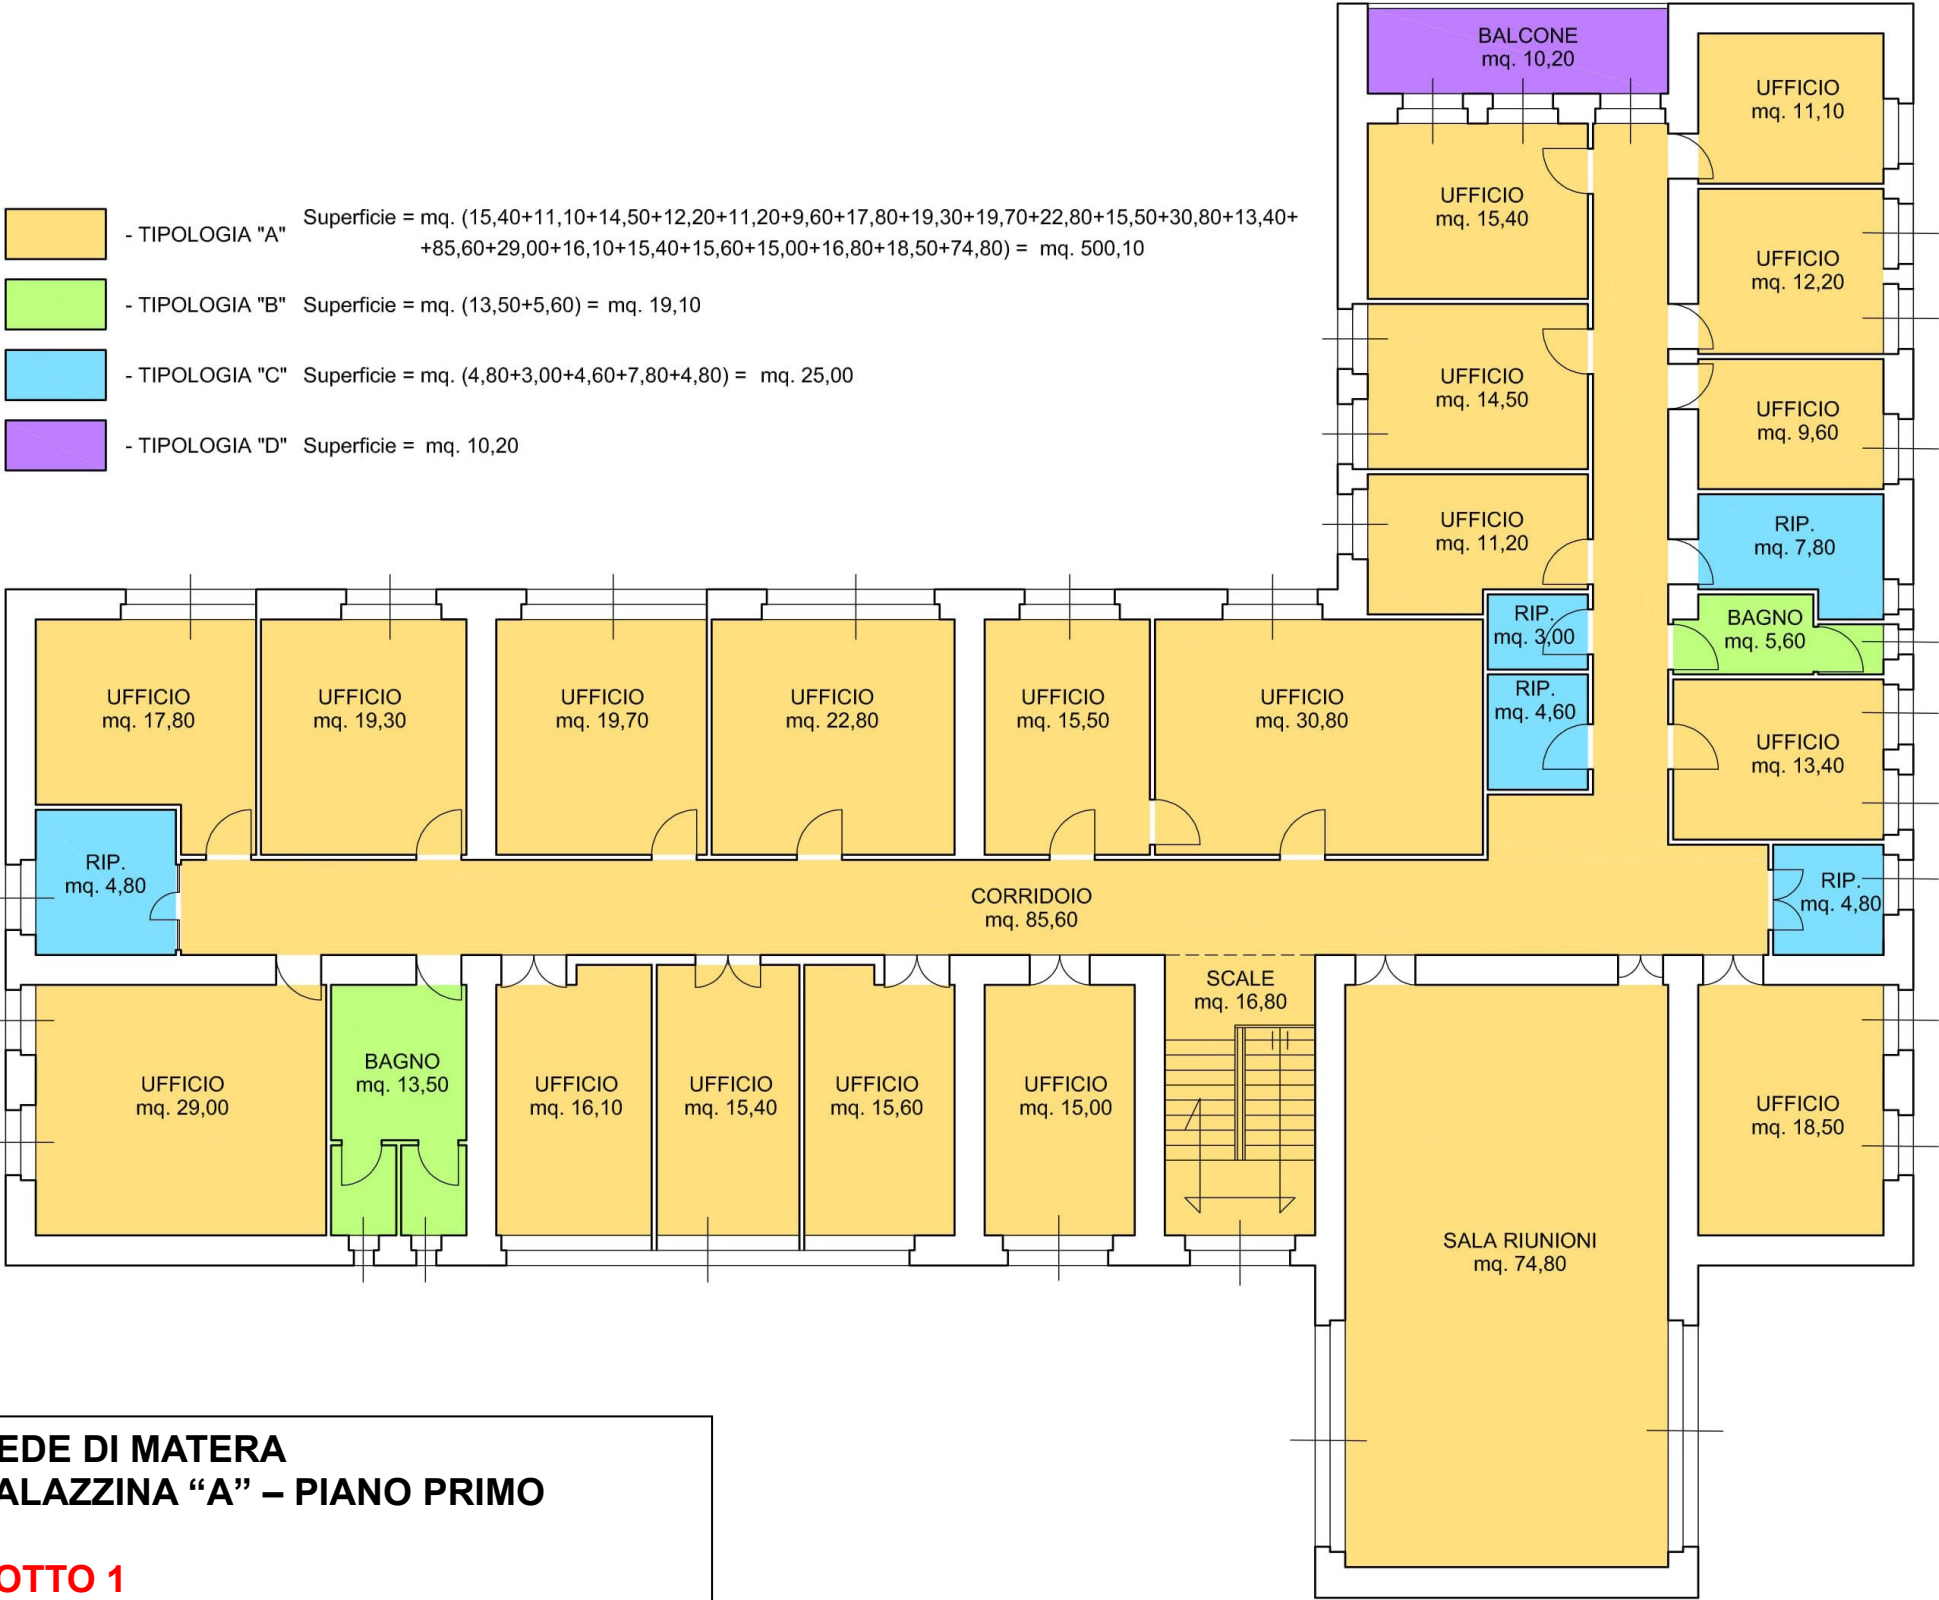 BALCONE
mq. 10,20
UFFICIO
mq. 11,10
UFFICIO
mq. 15,40
- TIPOLOGIA "A" Superficie = mq. (15,40+11,10+14,50+12,20+11,20+9,60+17,80+19,30+19,70+22,80+15,50+30,80+13,40+
+85,60+29,00+16,10+15,40+15,60+15,00+16,80+18,50+74,80) = mq. 500,10
- TIPOLOGIA "B" Superficie = mq. (13,50+5,60) = mq. 19,10
- TIPOLOGIA "C" Superficie = mq. (4,80+3,00+4,60+7,80+4,80) = mq. 25,00
- TIPOLOGIA "D" Superficie = mq. 10,20
UFFICIO
mq. 12,20
UFFICIO
mq. 14,50
UFFICIO
mq. 9,60
UFFICIO
mq. 11,20
RIP.
mq. 7,80
RIP.
mq. 3,00
BAGNO
mq. 5,60
UFFICIO
mq. 17,80
UFFICIO
mq. 19,30
UFFICIO
mq. 19,70
UFFICIO
mq. 22,80
UFFICIO
mq. 15,50
UFFICIO
mq. 30,80
RIP.
mq. 4,60
UFFICIO
mq. 13,40
RIP.
mq. 4,80
CORRIDOIO
mq. 85,60
RIP.
mq. 4,80
SCALE
mq. 16,80
UFFICIO
mq. 29,00
BAGNO
mq. 13,50
UFFICIO
mq. 16,10
UFFICIO
mq. 15,40
UFFICIO
mq. 15,60
UFFICIO
mq. 15,00
UFFICIO
mq. 18,50
SALA RIUNIONI
mq. 74,80
EDE DI MATERA
ALAZZINA “A” – PIANO PRIMO
OTTO 1